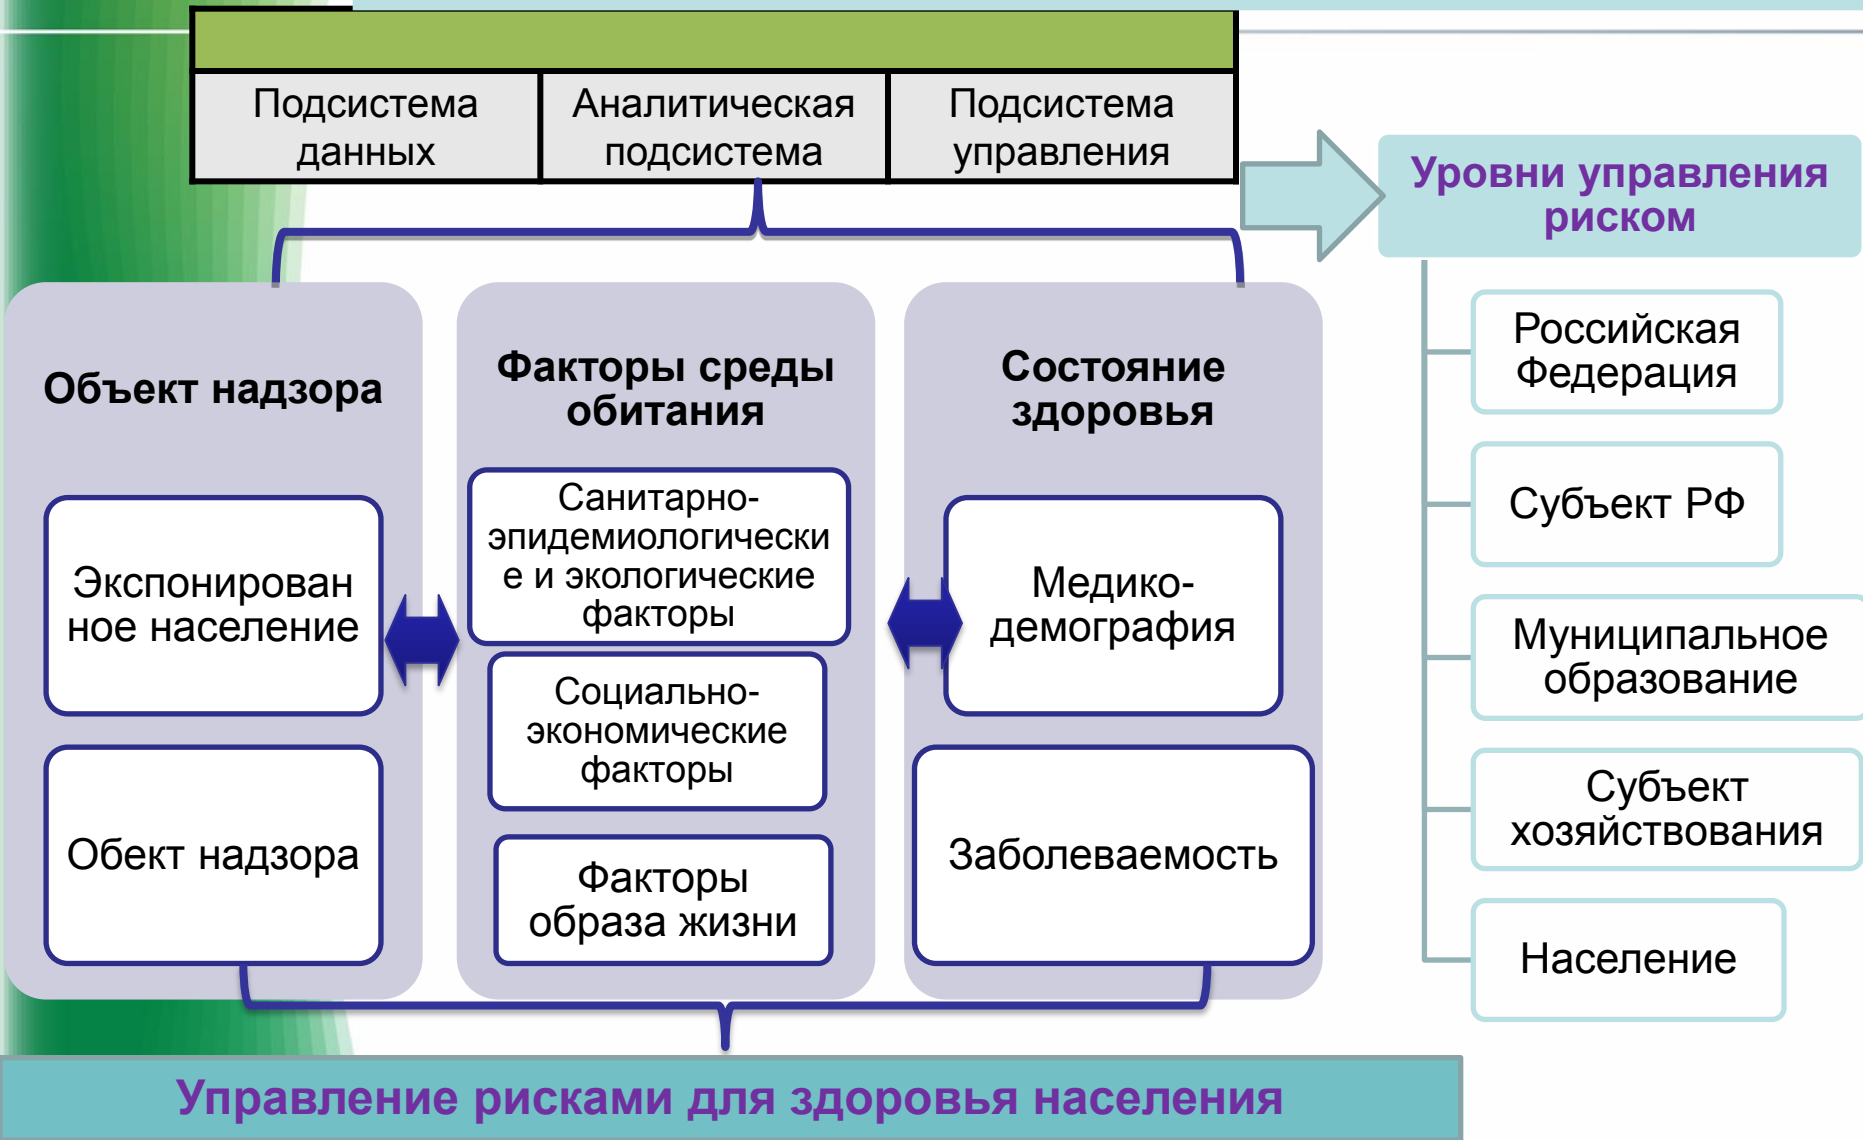 Подсистема
данных
Аналитическая
подсистема
Подсистема
управления
Уровни управления
риском
Объект надзора
Экспонирован
ное население
Обект надзора
Факторы среды
обитания
Санитарно-
эпидемиологически
е и экологические
факторы
Социально-
экономические
факторы
Факторы
образа жизни
Состояние
здоровья
Медико-
демография
Заболеваемость
Российская
Федерация
Субъект РФ
Муниципальное
образование
Субъект
хозяйствования
Население
Управление рисками для здоровья населения